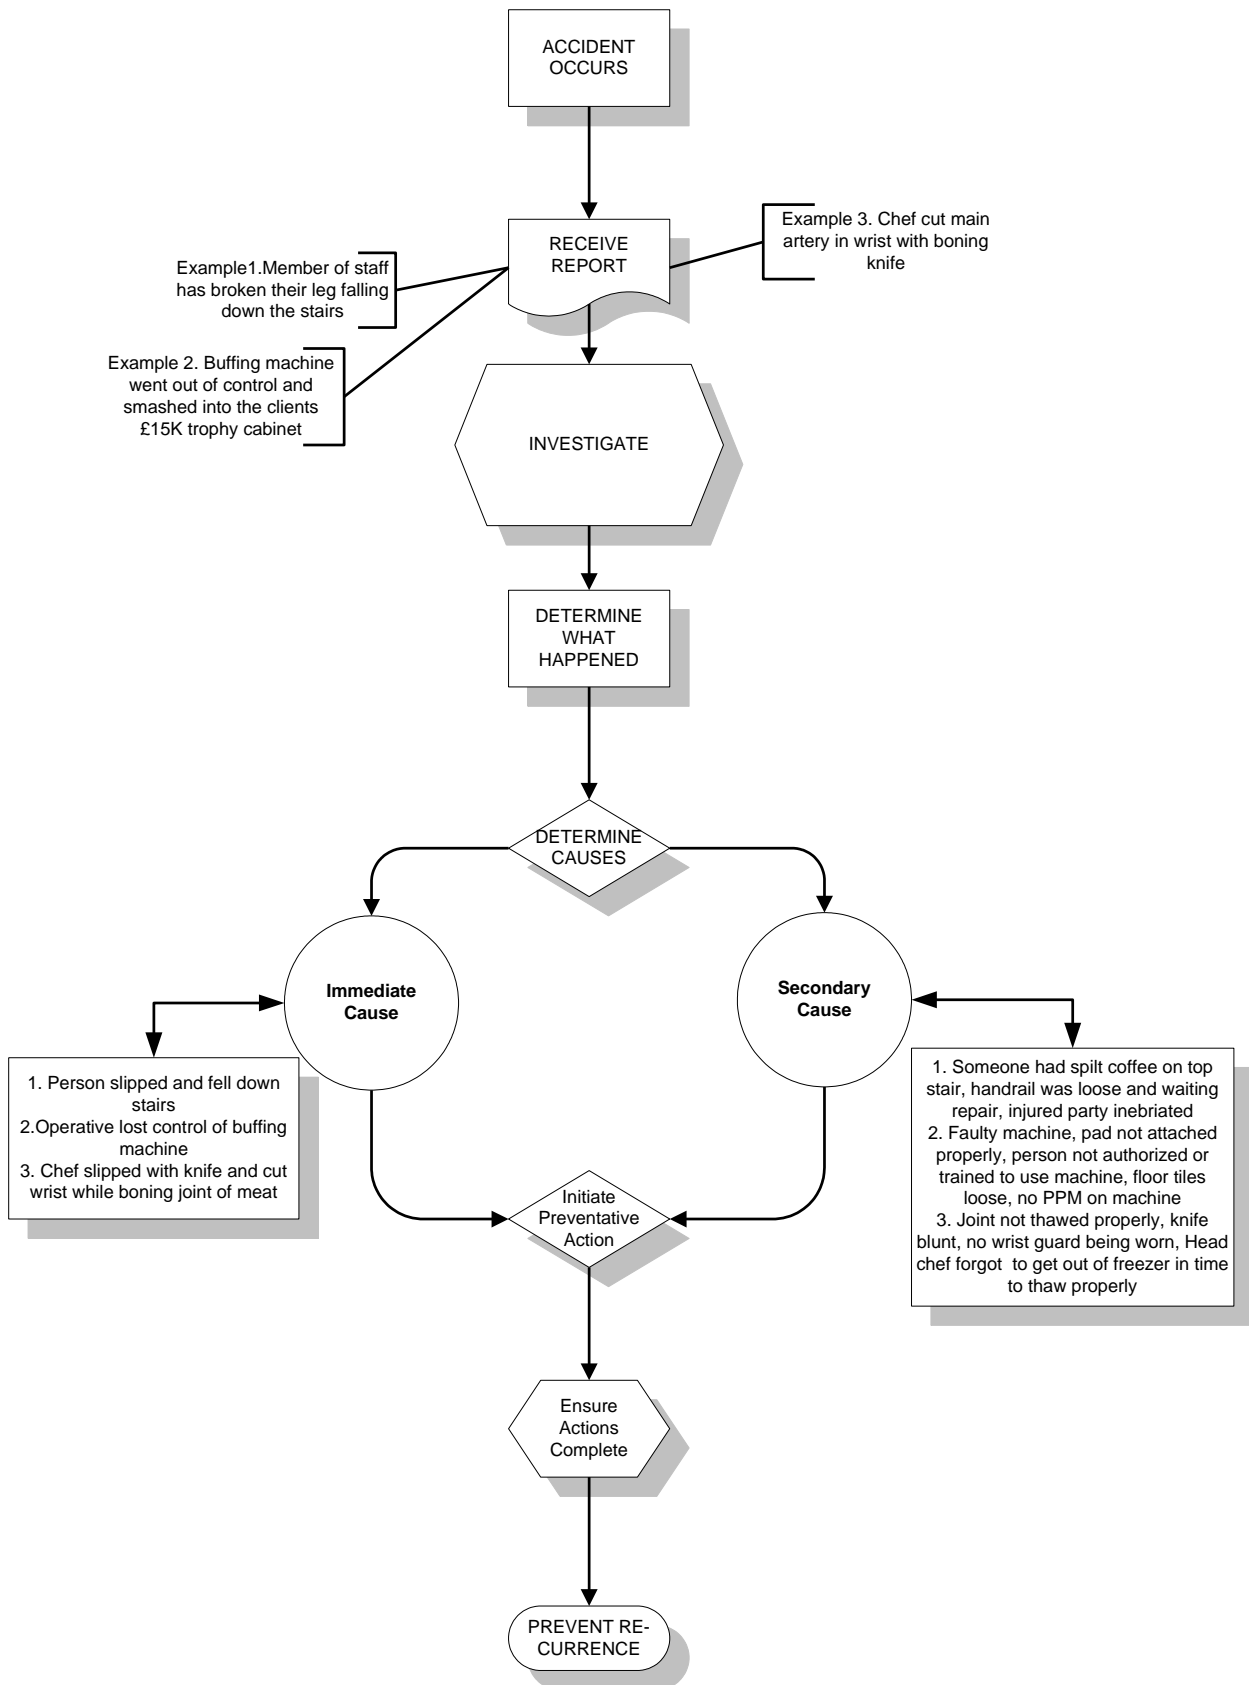 ACCIDENT
OCCURS
RECEIVE
REPORT
Example 3. Chef cut main
artery in wrist with boning
knife
Example1.Member of staff
has broken their leg falling
down the stairs
Example 2. Buffing machine
went out of control and
smashed into the clients
£15K trophy cabinet
INVESTIGATE
DETERMINE
WHAT
HAPPENED
DETERMINE
CAUSES
Immediate
Cause
Secondary
Cause
1. Person slipped and fell down
stairs
2.Operative lost control of buffing
machine
3. Chef slipped with knife and cut
wrist while boning joint of meat
1. Someone had spilt coffee on top
stair, handrail was loose and waiting
repair, injured party inebriated
2. Faulty machine, pad not attached
properly, person not authorized or
trained to use machine, floor tiles
loose, no PPM on machine
3. Joint not thawed properly, knife
blunt, no wrist guard being worn, Head
chef forgot  to get out of freezer in time
to thaw properly
Initiate
Preventative
Action
Ensure
Actions
Complete
PREVENT RE-
CURRENCE